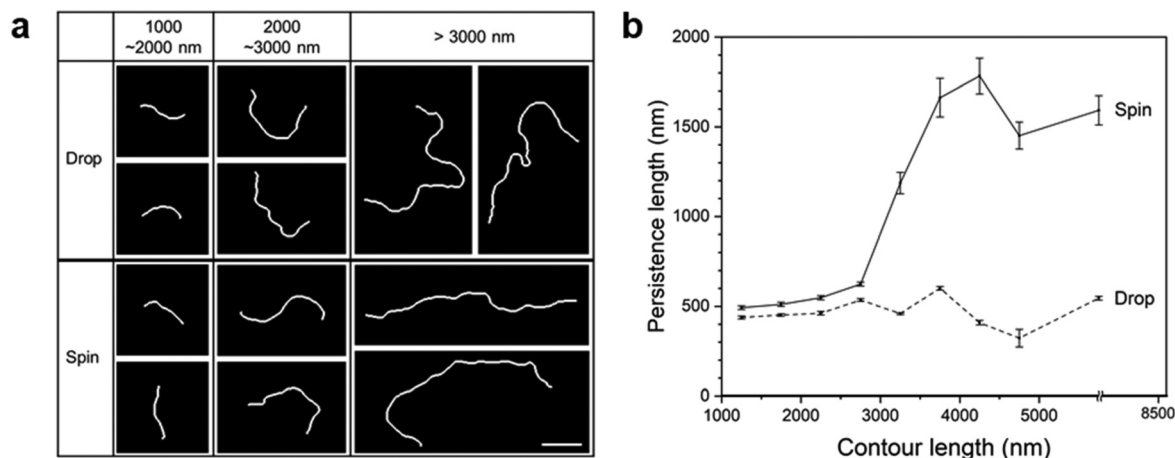 a
1000
~2000 nm
2000
~3000 nm
> 3000 nm
Drop
Spin
b
2000
1500
1000
500
0
Persistence length (nm)
Spin
Drop
1000
2000
3000
4000
5000
8500
Contour length (nm)